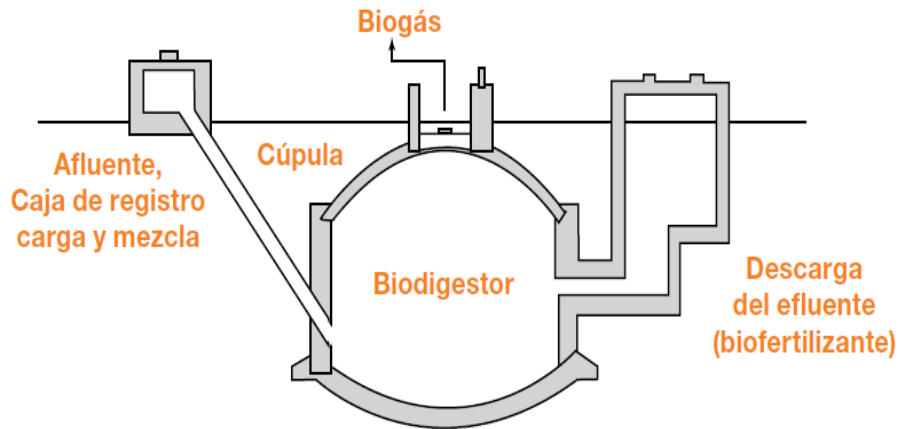 Biogás
Afluente,
Caja de registro
carga y mezcla
Cúpula
Biodigestor
Descarga
del efluente
(biofertilizante)